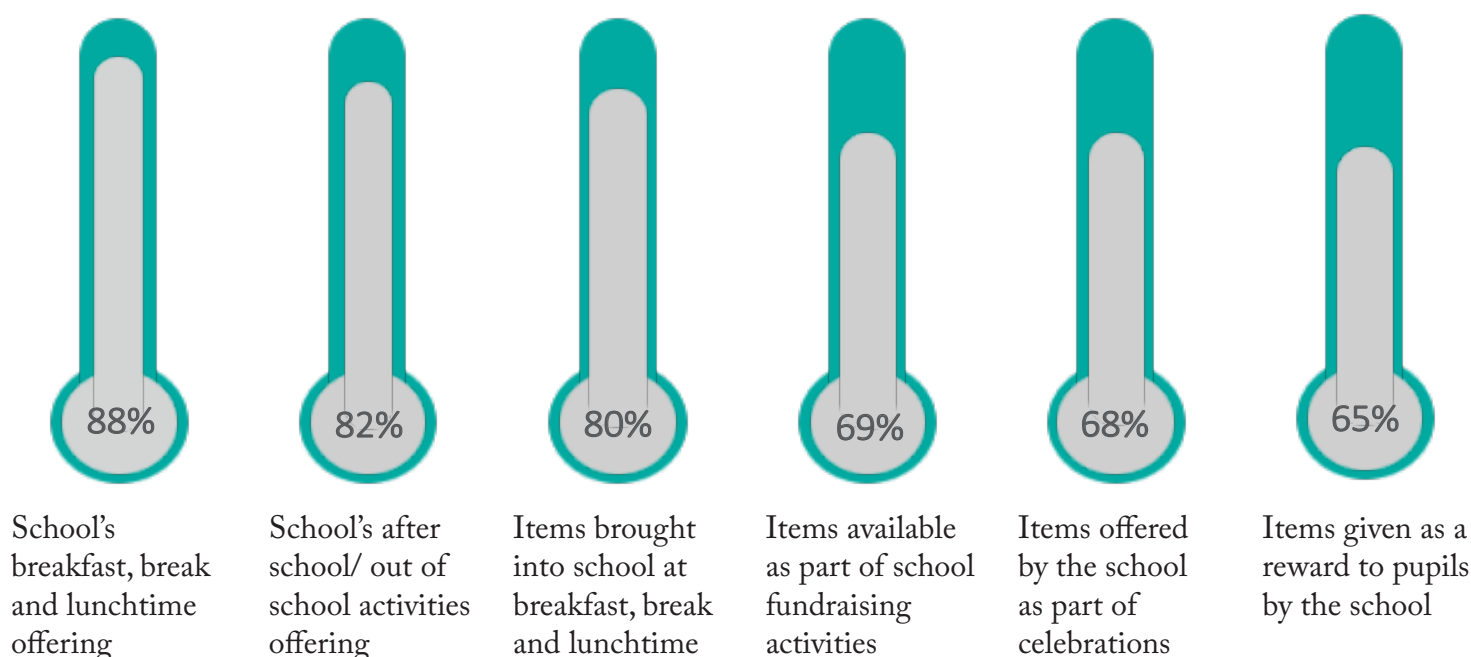 88%
82%
80%
69%
68%
65%
School's
breakfast, break
and lunchtime
offering
School's after
school/ out of
school activities
offering
Items brought
into school at
breakfast, break
and lunchtime
Items available
as part of school
fundraising
activities
Items offered
by the school
as part of
celebrations
Items given as a
reward to pupils
by the school